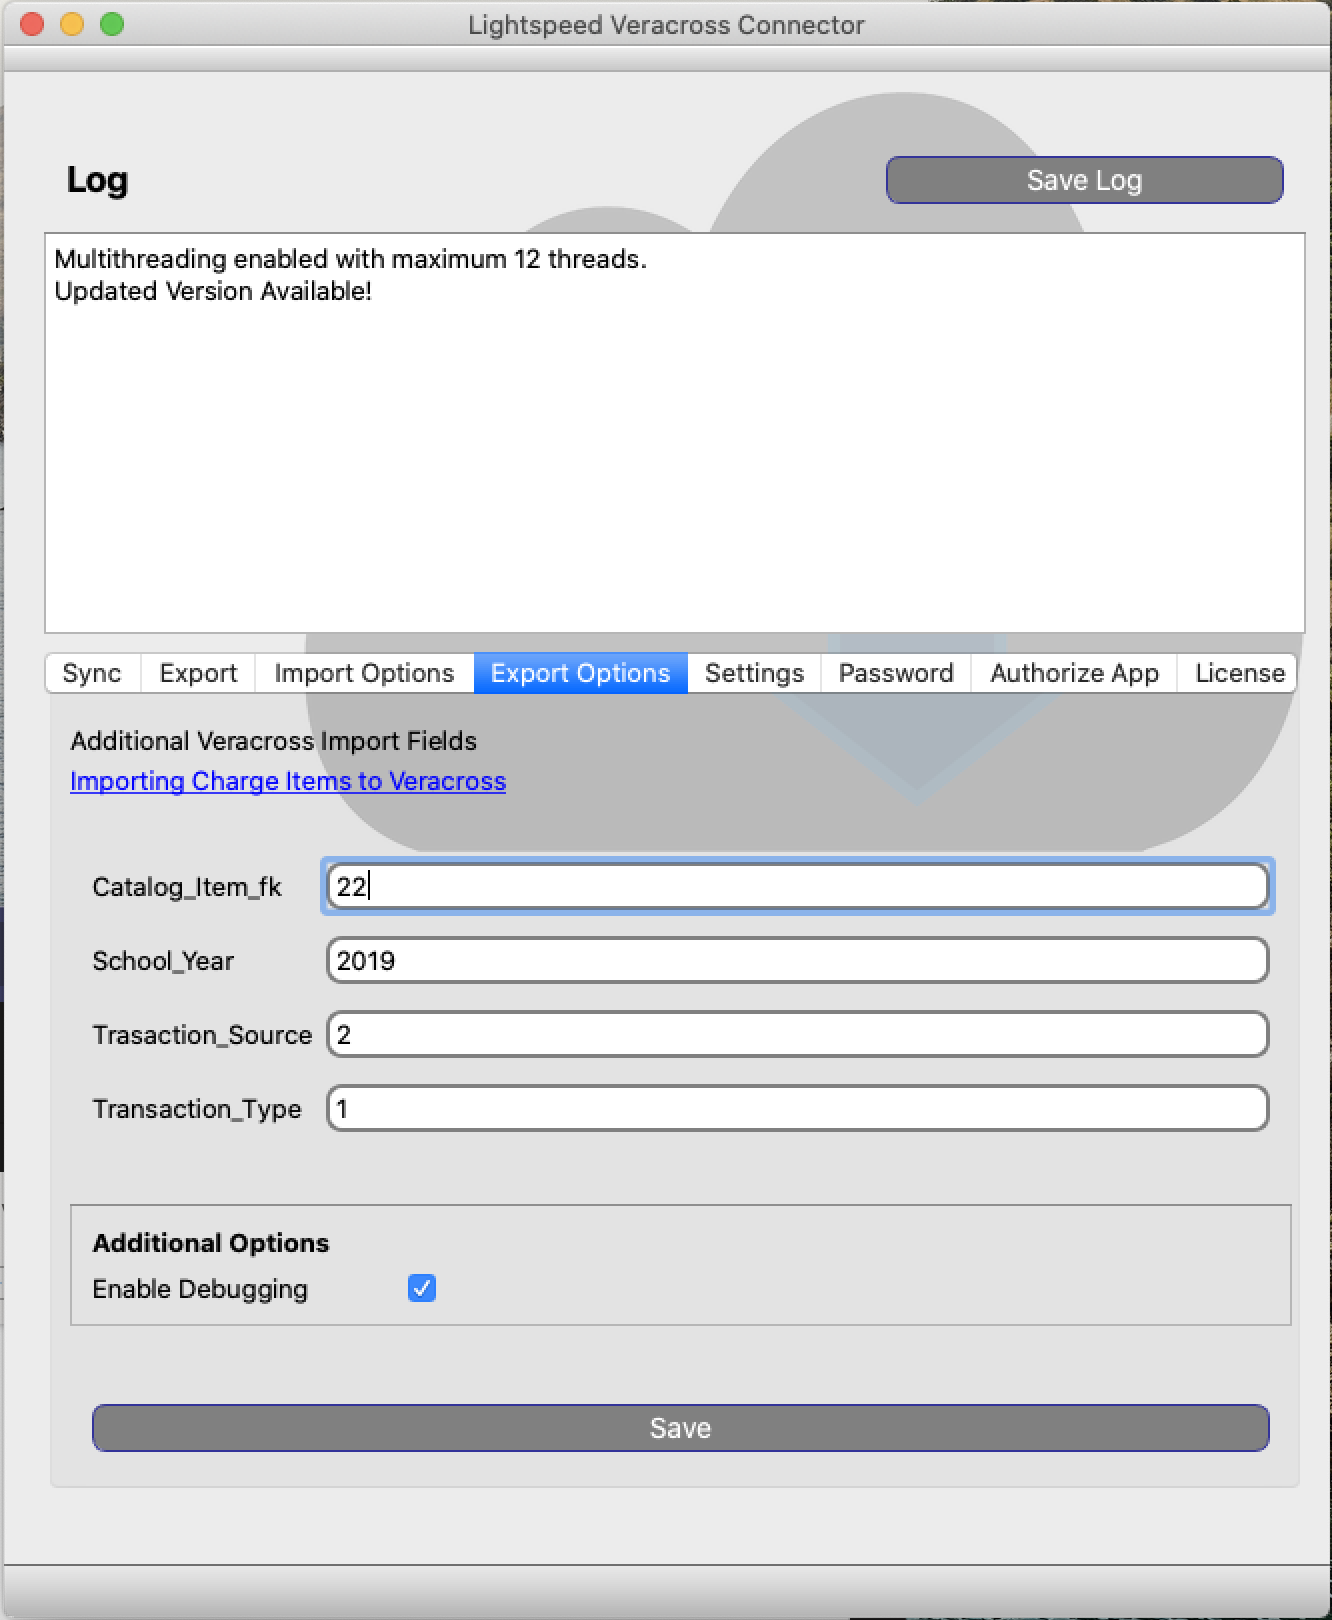 Lightspeed Veracross Connector
Log
Save Log
Multithreading enabled with maximum 12 threads.
Updated Version Available!
Sync Export Import Options Export Options Settings Password Authorize App License
Additional Veracross Import Fields
Importing Charge Items to Veracross
Catalog_Item_fk 22
School_Year 2019
Trasaction_Source 2
Transaction_Type 1
Additional Options
Enable Debugging
Save